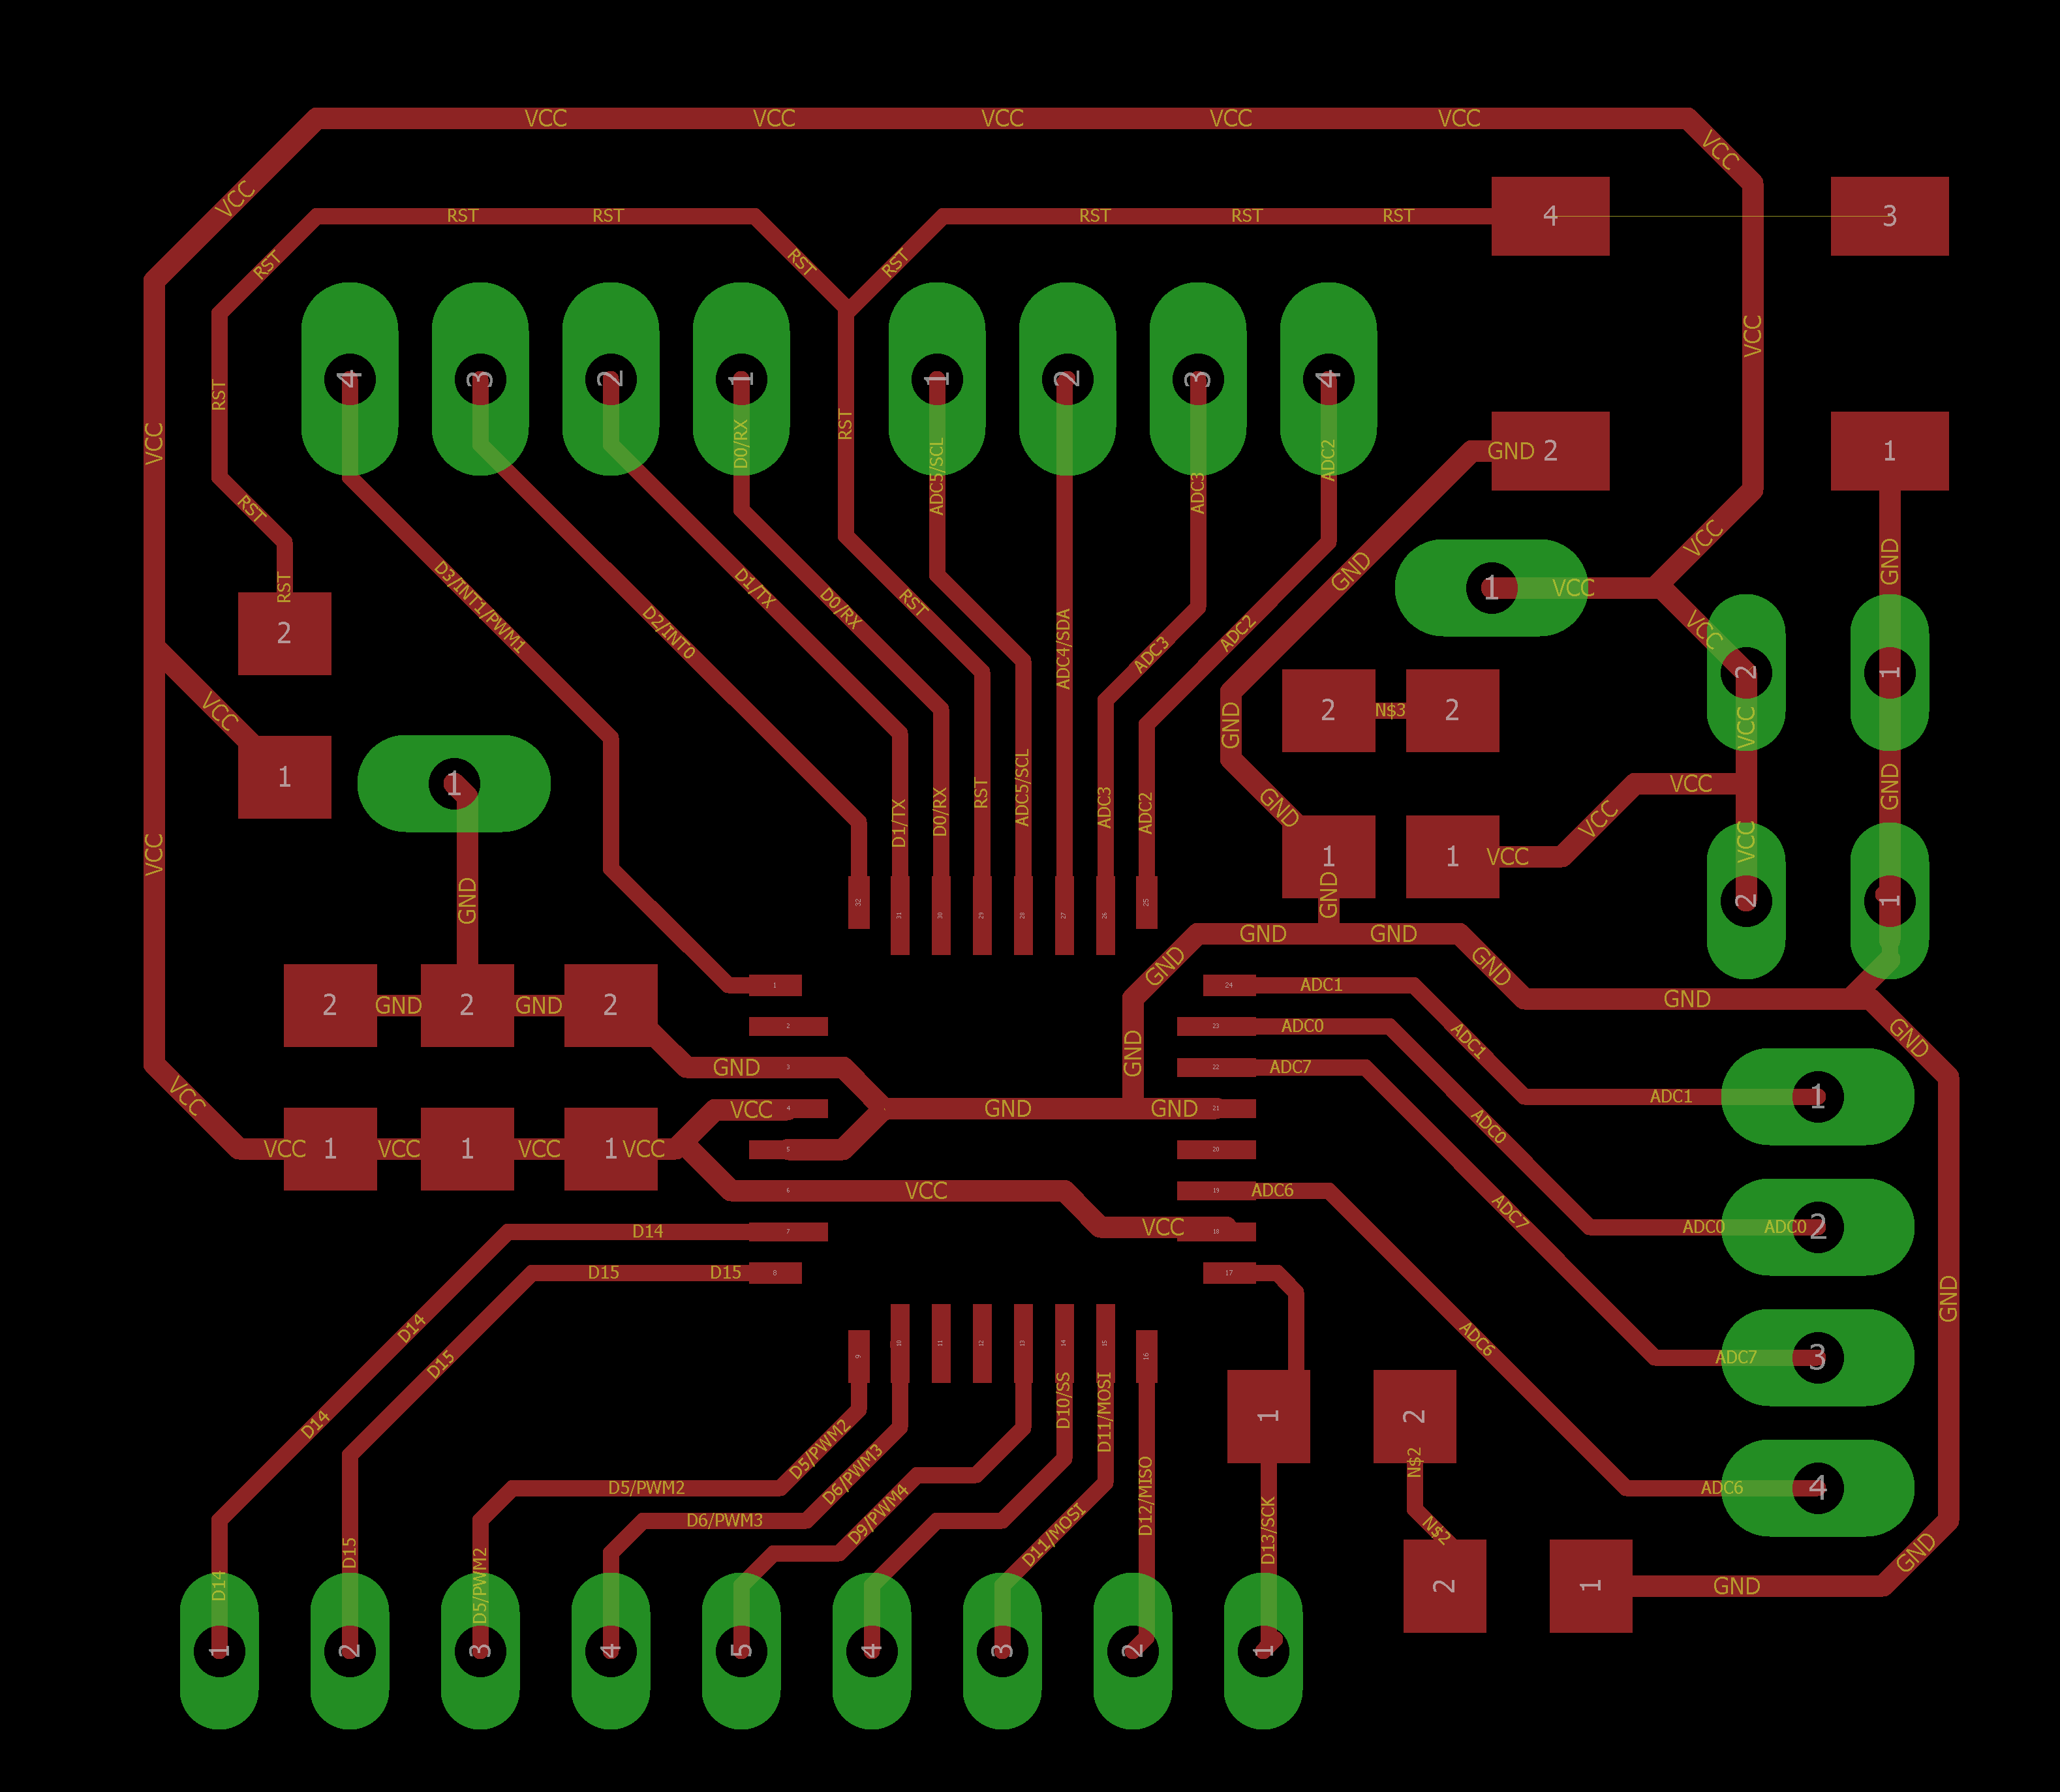 VCC VCC VCC VCC VCC
VCC
VCC
RST RST RST RST RST
4 3
RST RST RST
VCC
RST
4 3 2 1 1 2 3 4
RST
D0/RX
RST
ADC5/SCL
ADC3
ADC2
VCC
GND 2 1
RST
VCC
GND
RST
D3/INT1/PWM1
D2/INT0
D1/TX
D0/RX
RST
GND
1 VCC
2
VCC
2
1
ADC4/SDA
ADC3
ADC2
VCC
2 N$3 2
GND
VCC
1
1
VCC
VCC
GND
D1/TX
D0/RX
RST
ADC5/SCL
ADC3
ADC2
GND
VCC
VCC
GND
VCC
1 1 VCC
VCC
GND
2
1
32 31 30 29 28 27 26 25
GND
GND GND
GND
GND
GND
2 GND 2 GND 2
1
24 ADC1
2
23 ADC0
ADC1
GND
GND 3
GND
22 ADC7
VCC
VCC 4
GND GND 21
ADC1 1
ADC0
VCC 1 VCC 1 VCC 1 VCC
5
20
6
VCC
19 ADC6
ADC7
D14 7
VCC 18
ADC0 ADC0 2
D15 D15 8
17
GND
D14
D15
9 10 11 12 13 14 15 16
ADC6
ADC7 3
D14
D5/PWM2
D6/PWM3
D10/SS
D11/MOSI
1 2
N$2
D5/PWM2
ADC6 4
D6/PWM3
D9/PWM4
D11/MOSI
D12/MISO
D13/SCK
N$2
D15
GND
D14
D5/PWM2
2 1 GND
1 2 3 4 5 4 3 2 1